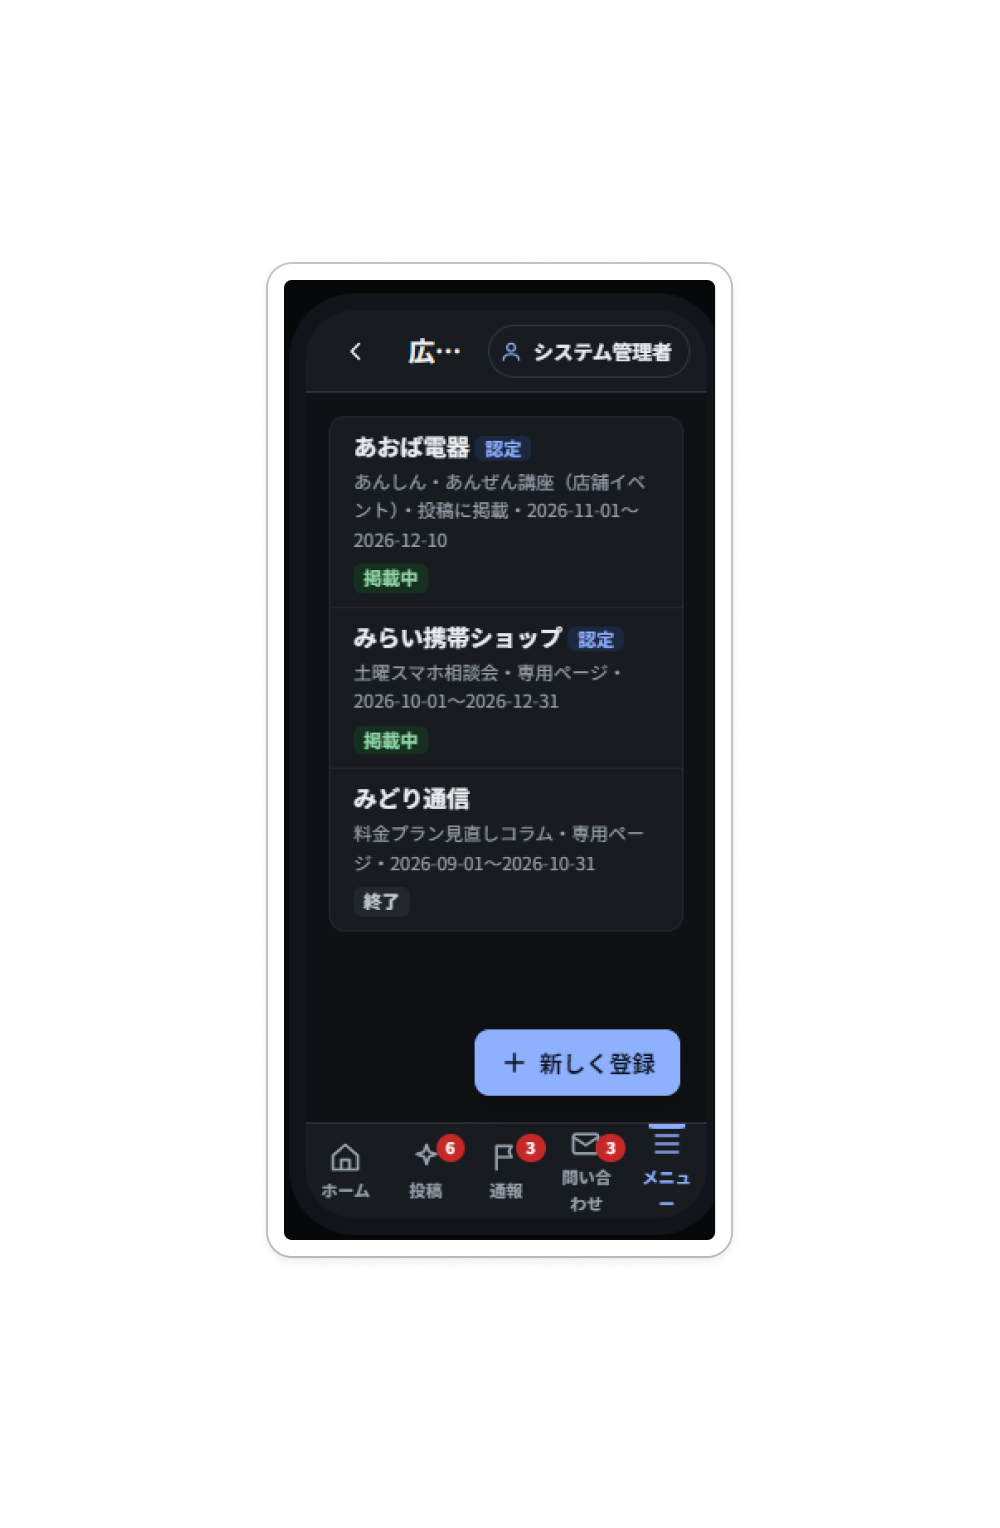 広…
システム管理者
あおば電器 認定
あんしん・あんぜん講座（店舗イベ
ント）・投稿に掲載・2026-11-01〜
2026-12-10
掲載中
みらい携帯ショップ 認定
土曜スマホ相談会・専用ページ・
2026-10-01〜2026-12-31
掲載中
みどり通信
料金プラン見直しコラム・専用ペー
ジ・2026-09-01〜2026-10-31
終了
＋ 新しく登録
6
3
3
ホーム
投稿
通報
問い合
わせ
メニュ
ー